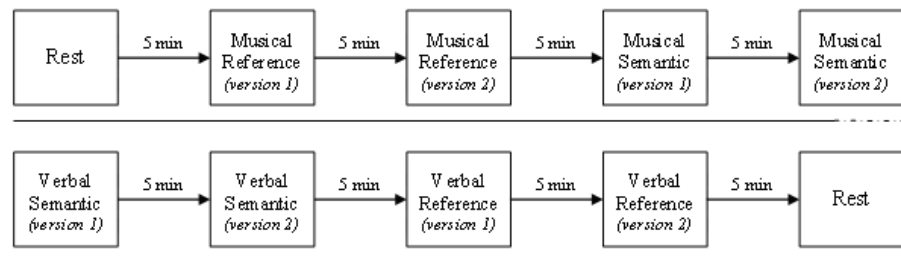 Rest
5 min
Musical
Reference
(version 1)
5 min
Musical
Reference
(version 2)
5 min
Musical
Semantic
(version 1)
5 min
Musical
Semantic
(version 2)
Verbal
Semantic
(version 1)
5 min
Verbal
Semantic
(version 2)
5 min
Verbal
Reference
(version 1)
5 min
Verbal
Reference
(version 2)
5 min
Rest